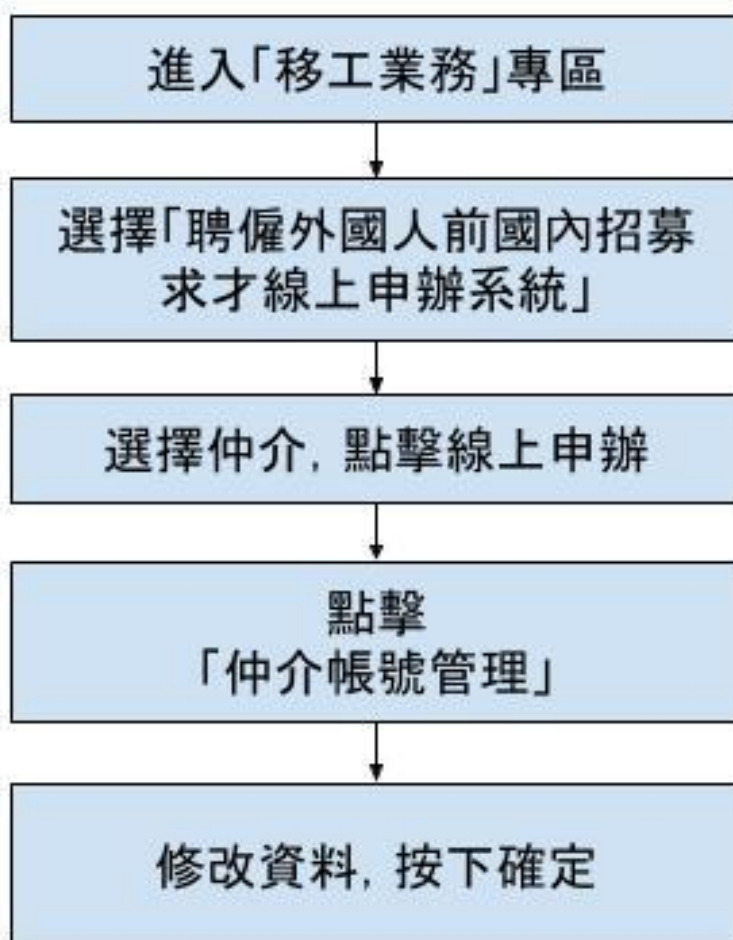 進入「移工業務」專區
選擇「聘僱外國人前國內招募
求才線上申辦系統」
選擇仲介, 點擊線上申辦
點擊
「仲介帳號管理」
修改資料, 按下確定